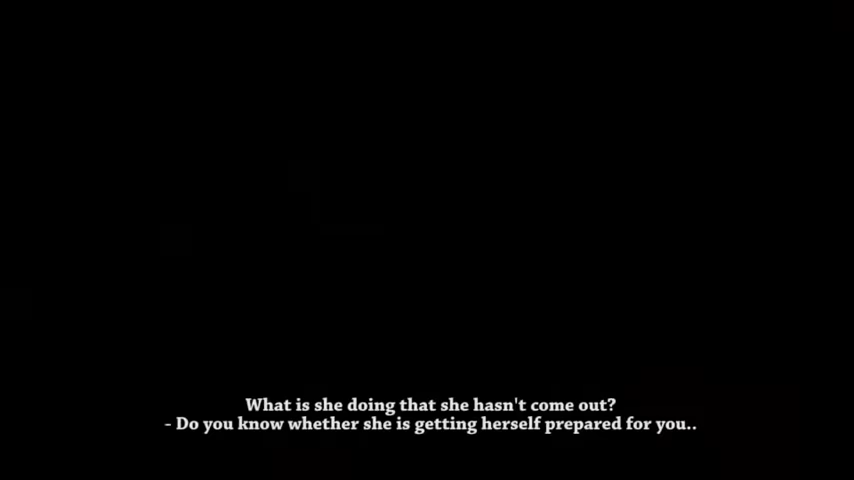 What is she doing that she hasn't come out?
- Do you know whether she is getting herself prepared for you..